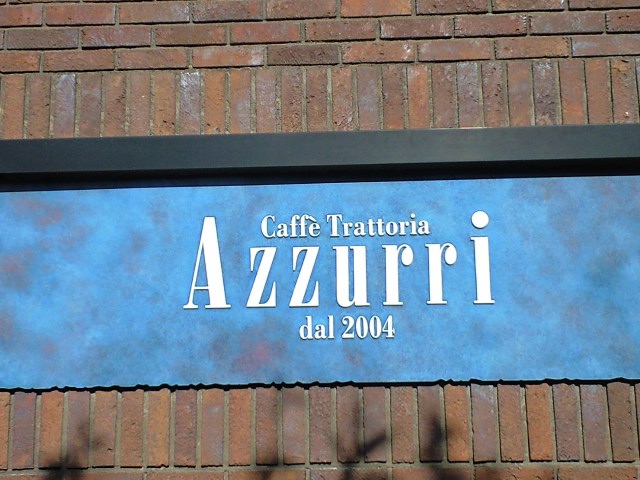 Caffè Trattoria
Azzurri
dal 2004